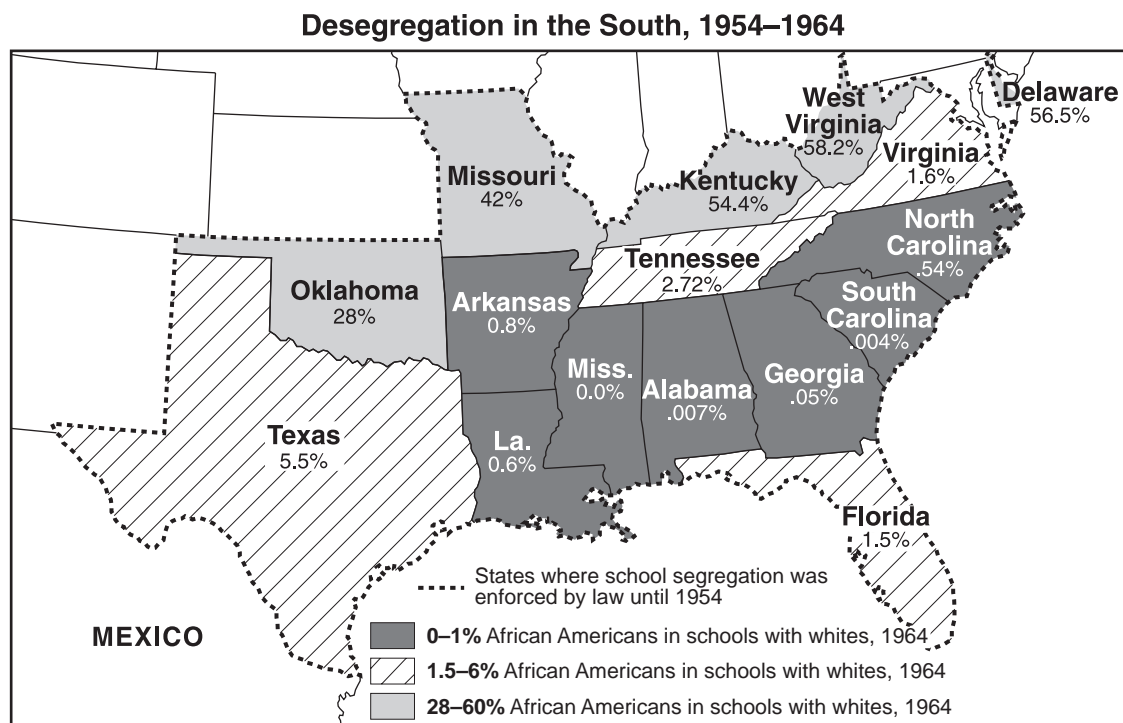 Desegregation in the South, 1954–1964
West
Virginia
58.2%
Delaware
56.5%
Virginia
1.6%
Missouri
42%
Kentucky
54.4%
North
Carolina
.54%
Tennessee
2.72%
Oklahoma
28%
Arkansas
0.8%
South
Carolina
.004%
Miss.
0.0%
Alabama
.007%
Georgia
.05%
Texas
5.5%
La.
0.6%
Florida
1.5%
States where school segregation was
enforced by law until 1954
MEXICO
0–1% African Americans in schools with whites, 1964
1.5–6% African Americans in schools with whites, 1964
28–60% African Americans in schools with whites, 1964